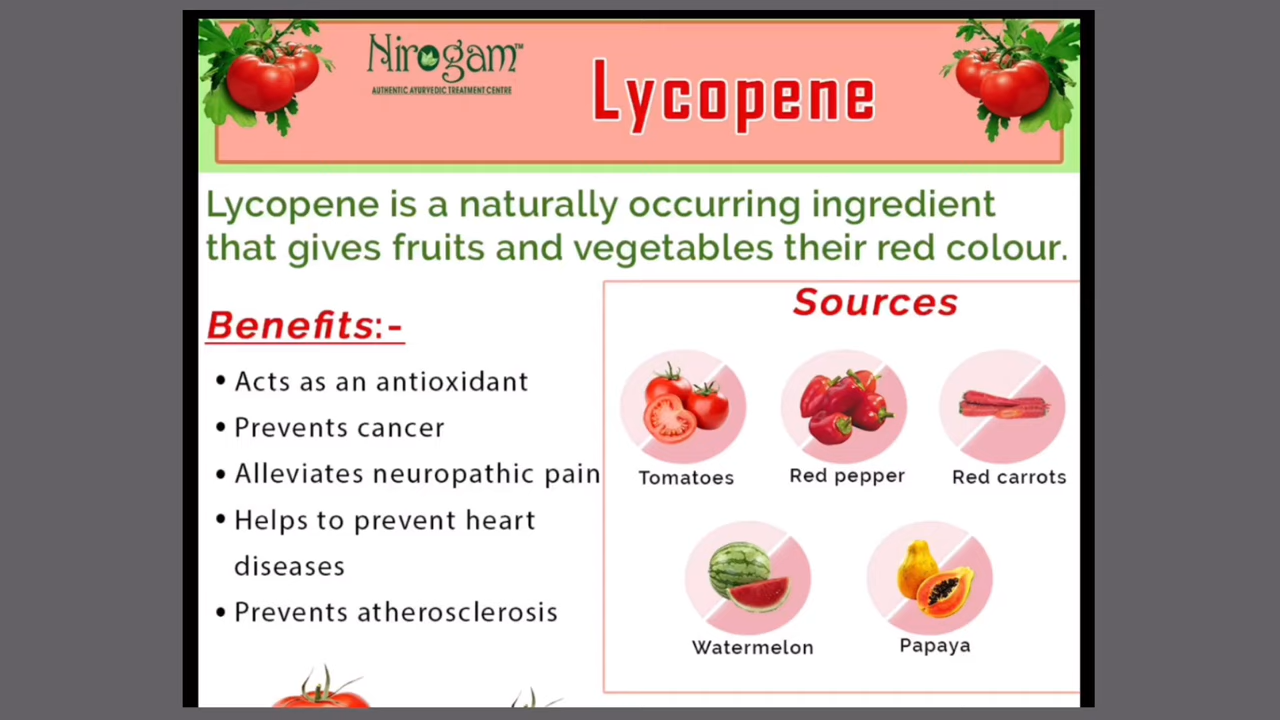 Nirogam™
AUTHENTIC AYURVEDIC TREATMENT CENTRE
Lycopene
Lycopene is a naturally occurring ingredient
that gives fruits and vegetables their red colour.
Benefits:-
• Acts as an antioxidant
• Prevents cancer
• Alleviates neuropathic pain
• Helps to prevent heart
diseases
• Prevents atherosclerosis
Sources
Tomatoes
Red pepper
Red carrots
Watermelon
Papaya